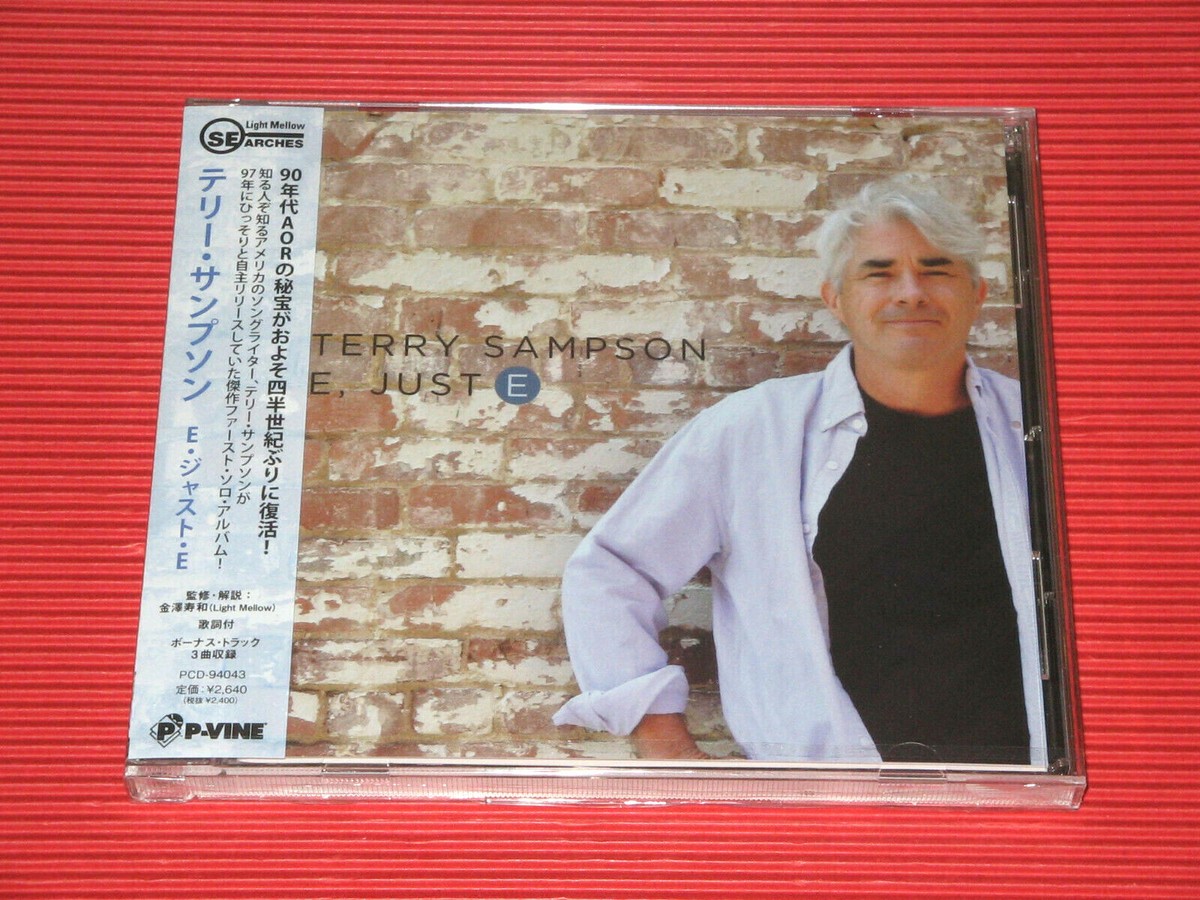 Light Mellow
SEARCHES
90年代AORの秘宝がおよそ四半世紀ぶりに復活！
知る人ぞ知るアメリカのソングライター、テリー・サンプソンが
97年にひっそりと自主リリースしていた傑作ファースト・ソロ・アルバム！
テリー・サンプソン E・ジャスト・E
監修・解説：
金澤寿和(Light Mellow)
歌詞付
ボーナス・トラック
3曲収録
PCD-94043
定価：¥2,640
(税抜 ¥2,400)
P P-VINE
TERRY SAMPSON
E, JUST E